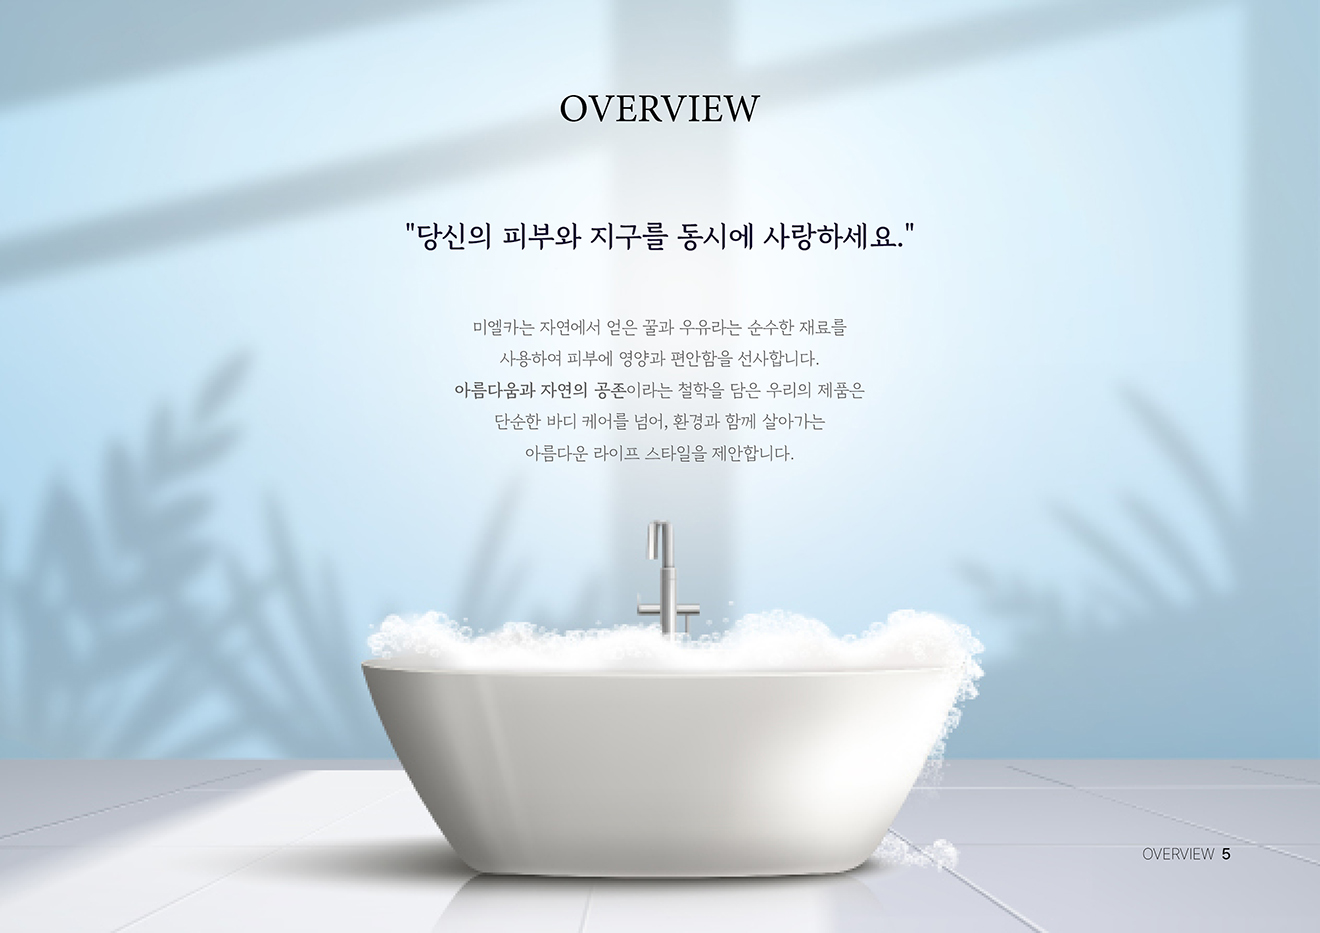 OVERVIEW
"당신의 피부와 지구를 동시에 사랑하세요."
미엘카는 자연에서 얻은 꿀과 우유라는 순수한 재료를
사용하여 피부에 영양과 편안함을 선사합니다.
아름다움과 자연의 공존이라는 철학을 담은 우리의 제품은
단순한 바디 케어를 넘어, 환경과 함께 살아가는
아름다운 라이프 스타일을 제안합니다.
OVERVIEW 5